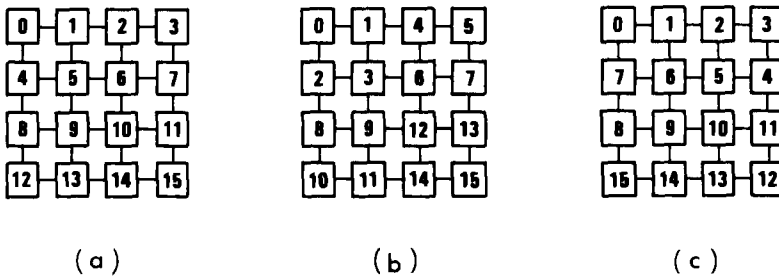 0 1 2 3
4 5 6 7
8 9 10 11
12 13 14 15
(a)
0 1 4 5
2 3 6 7
8 9 12 13
10 11 14 15
(b)
0 1 2 3
7 6 5 4
8 9 10 11
15 14 13 12
(c)